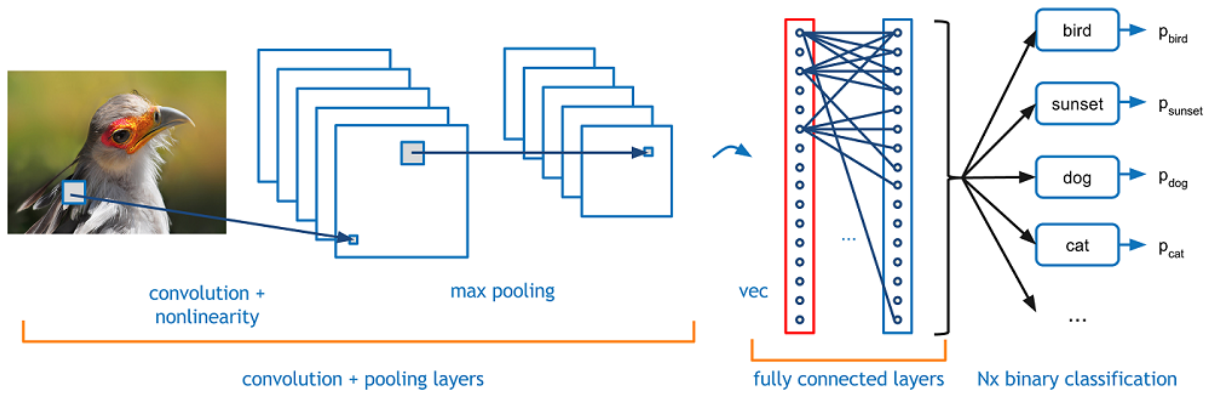 bird
p_bird
sunset
p_sunset
dog
p_dog
cat
p_cat
...
...
convolution +
nonlinearity
max pooling
vec
convolution + pooling layers
fully connected layers
Nx binary classification